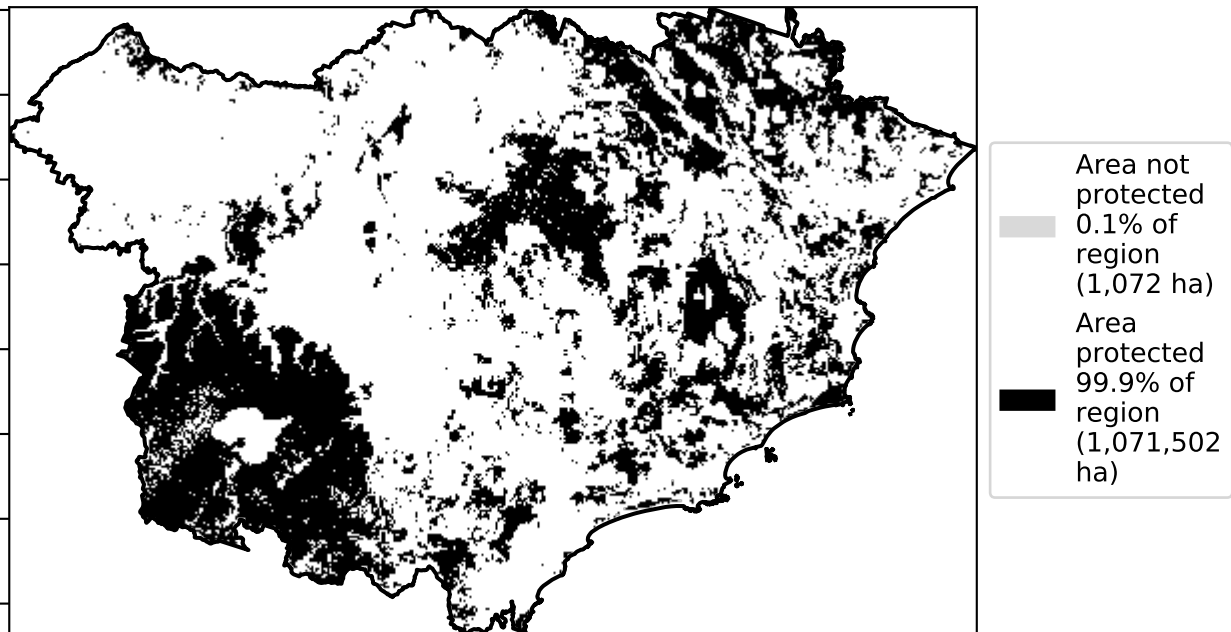 Area not
protected
0.1% of
region
(1,072 ha)
Area
protected
99.9% of
region
(1,071,502
ha)